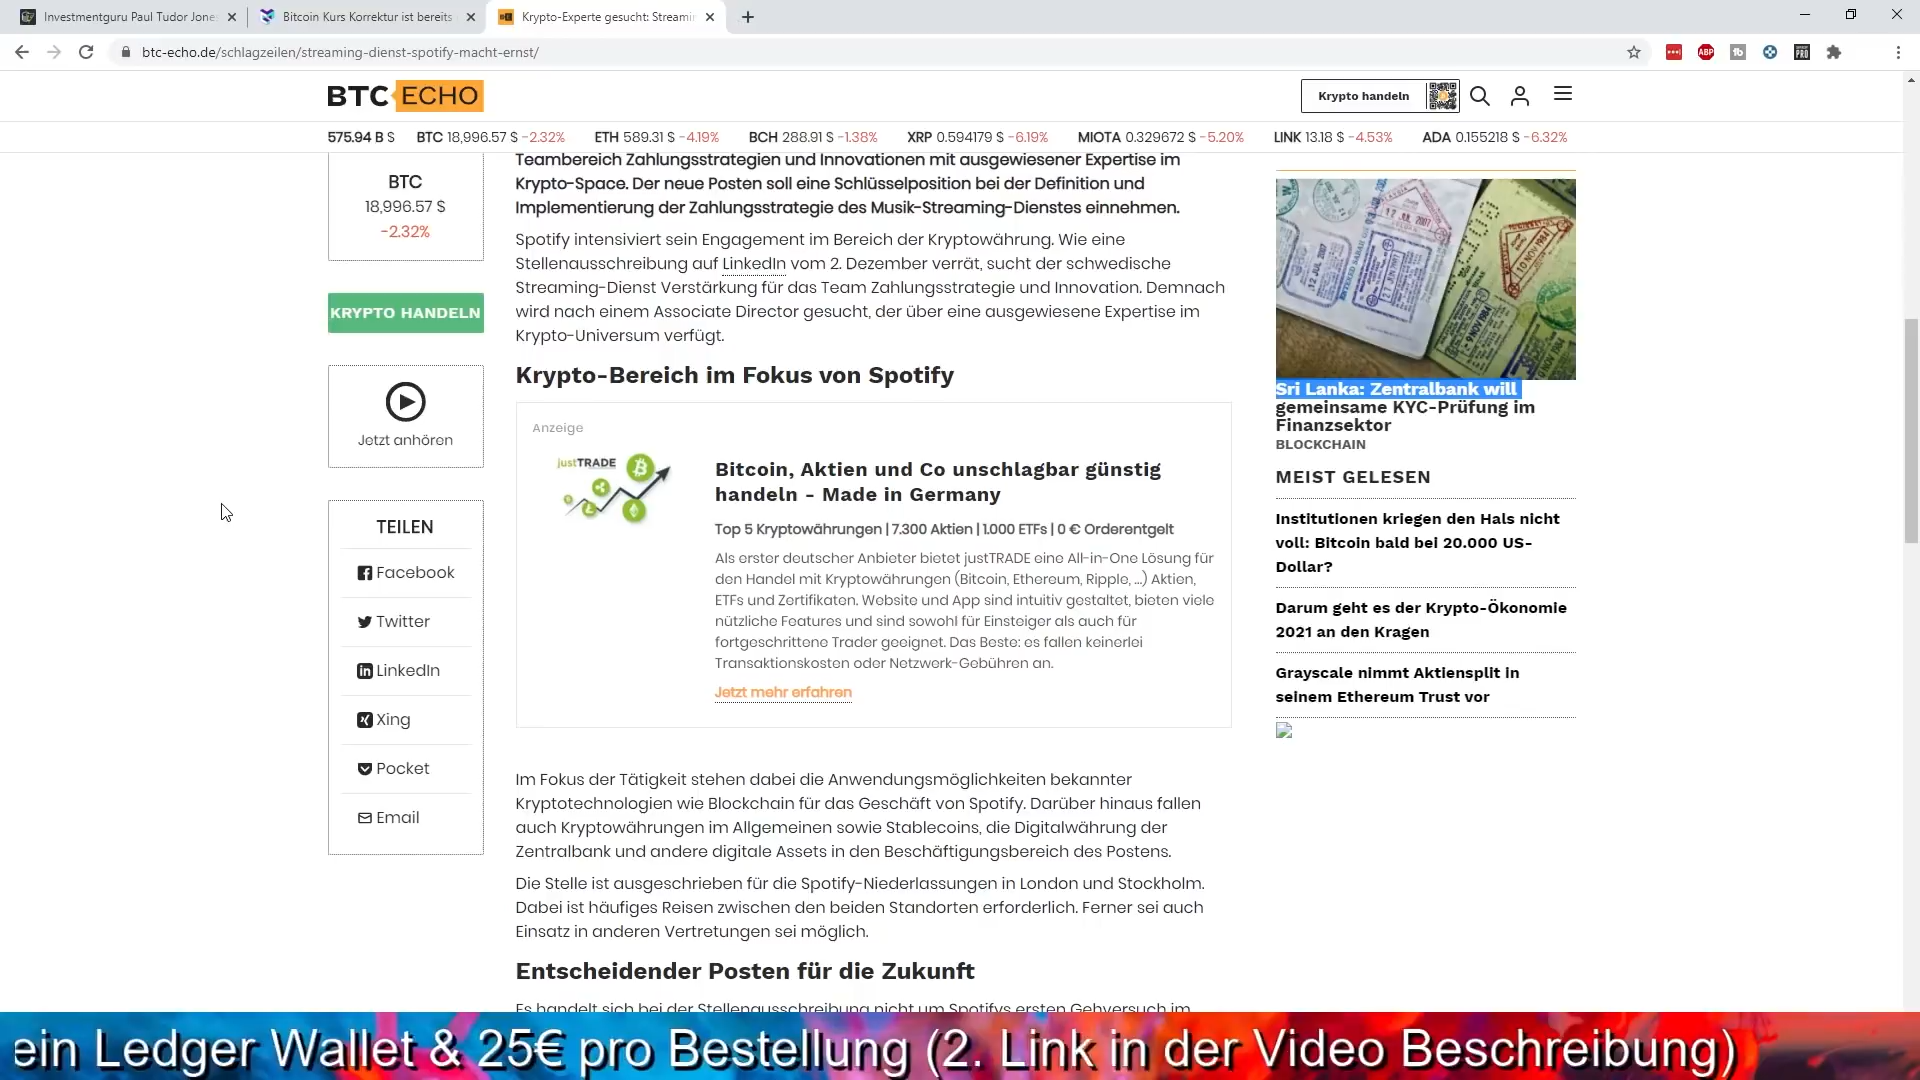 Investmentguru Paul Tudor Jone
Bitcoin Kurs Korrektur ist bereits
Krypto-Experte gesucht: Streami
btc-echo.de/schlagzeilen/streaming-dienst-spotify-macht-ernst/
ABP
BTC ECHO
Krypto handeln
575.94 B $ BTC 18,996.57 $ -2.32% ETH 589.31 $ -4.19% BCH 288.91 $ -1.38% XRP 0.594179 $ -6.19% MIOTA 0.329672 $ -5.20% LINK 13.18 $ -4.53% ADA 0.155218 $ -6.32%
BTC
18,996.57 $
-2.32%
KRYPTO HANDELN
Jetzt anhören
TEILEN
Facebook
Twitter
LinkedIn
Xing
Pocket
Email
Teambereich Zahlungsstrategien und Innovationen mit ausgewiesener Expertise im
Krypto-Space. Der neue Posten soll eine Schlüsselposition bei der Definition und
Implementierung der Zahlungsstrategie des Musik-Streaming-Dienstes einnehmen.
Spotify intensiviert sein Engagement im Bereich der Kryptowährung. Wie eine
Stellenausschreibung auf LinkedIn vom 2. Dezember verrät, sucht der schwedische
Streaming-Dienst Verstärkung für das Team Zahlungsstrategie und Innovation. Demnach
wird nach einem Associate Director gesucht, der über eine ausgewiesene Expertise im
Krypto-Universum verfügt.
Krypto-Bereich im Fokus von Spotify
Anzeige
justTRADE
Bitcoin, Aktien und Co unschlagbar günstig
handeln - Made in Germany
Top 5 Kryptowährungen | 7.300 Aktien | 1.000 ETFs | 0 € Orderentgelt
Als erster deutscher Anbieter bietet justTRADE eine All-in-One Lösung für
den Handel mit Kryptowährungen (Bitcoin, Ethereum, Ripple, …) Aktien,
ETFs und Zertifikaten. Website und App sind intuitiv gestaltet, bieten viele
nützliche Features und sind sowohl für Einsteiger als auch für
fortgeschrittene Trader geeignet. Das Beste: es fallen keinerlei
Transaktionskosten oder Netzwerk-Gebühren an.
Jetzt mehr erfahren
Im Fokus der Tätigkeit stehen dabei die Anwendungsmöglichkeiten bekannter
Kryptotechnologien wie Blockchain für das Geschäft von Spotify. Darüber hinaus fallen
auch Kryptowährungen im Allgemeinen sowie Stablecoins, die Digitalwährung der
Zentralbank und andere digitale Assets in den Beschäftigungsbereich des Postens.
Die Stelle ist ausgeschrieben für die Spotify-Niederlassungen in London und Stockholm.
Dabei ist häufiges Reisen zwischen den beiden Standorten erforderlich. Ferner sei auch
Einsatz in anderen Vertretungen sei möglich.
Entscheidender Posten für die Zukunft
Es handelt sich bei der Stellenausschreibung nicht um Spotifys ersten Gehversuch im
Sri Lanka: Zentralbank will
gemeinsame KYC-Prüfung im
Finanzsektor
BLOCKCHAIN
MEIST GELESEN
Institutionen kriegen den Hals nicht
voll: Bitcoin bald bei 20.000 US-
Dollar?
Darum geht es der Krypto-Ökonomie
2021 an den Kragen
Grayscale nimmt Aktiensplit in
seinem Ethereum Trust vor
ein Ledger Wallet & 25€ pro Bestellung (2. Link in der Video Beschreibung)